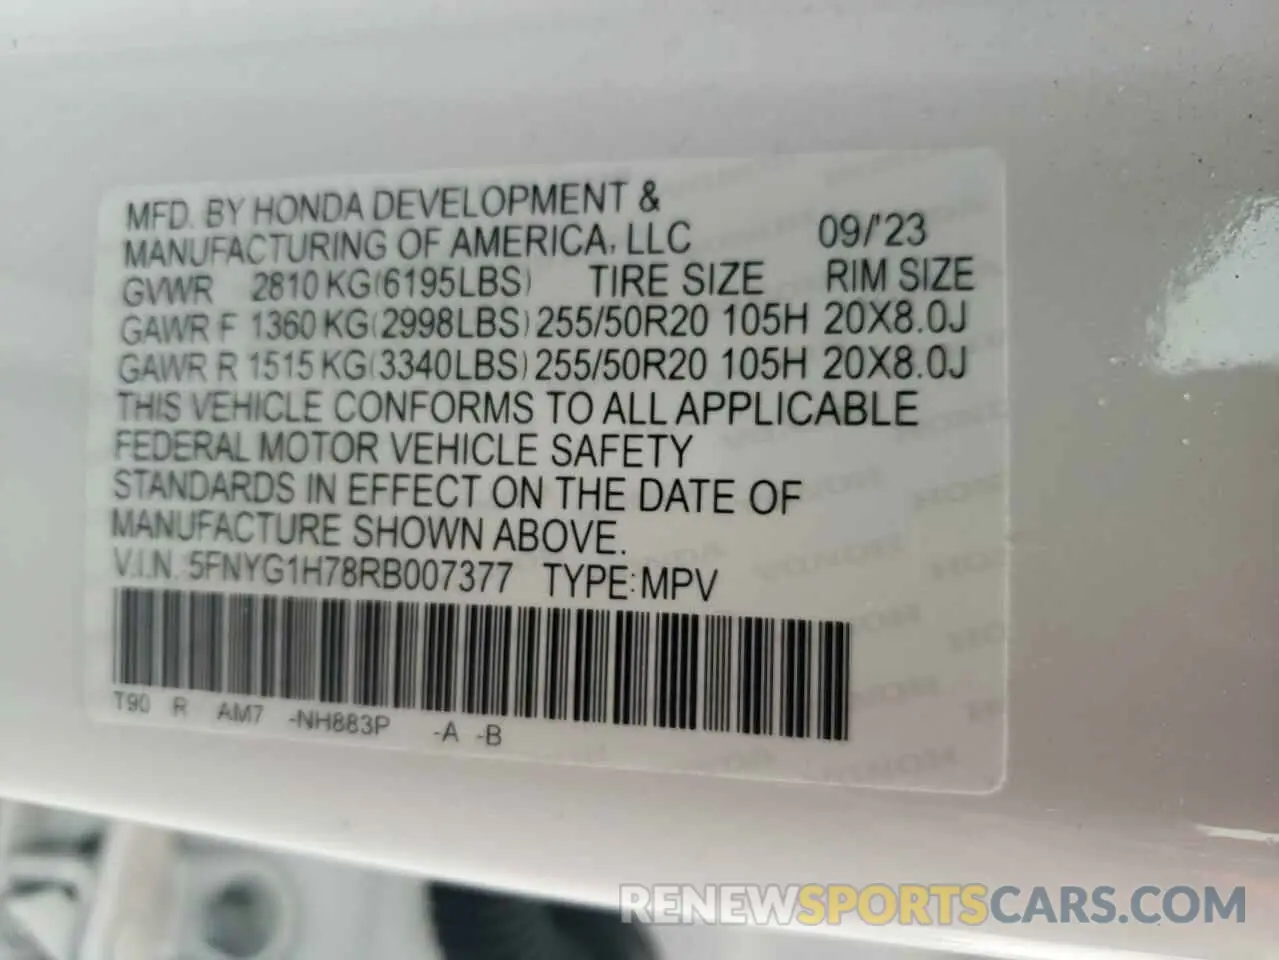 MFD. BY HONDA DEVELOPMENT &
MANUFACTURING OF AMERICA, LLC 09/'23
GVWR 2810 KG(6195LBS) TIRE SIZE RIM SIZE
GAWR F 1360 KG(2998LBS) 255/50R20 105H 20X8.0J
GAWR R 1515 KG(3340LBS) 255/50R20 105H 20X8.0J
THIS VEHICLE CONFORMS TO ALL APPLICABLE
FEDERAL MOTOR VEHICLE SAFETY
STANDARDS IN EFFECT ON THE DATE OF
MANUFACTURE SHOWN ABOVE.
V.I.N. 5FNYG1H78RB007377 TYPE: MPV
T90 R AM7 -NH883P -A -B
RENEWSPORTSCARS.COM